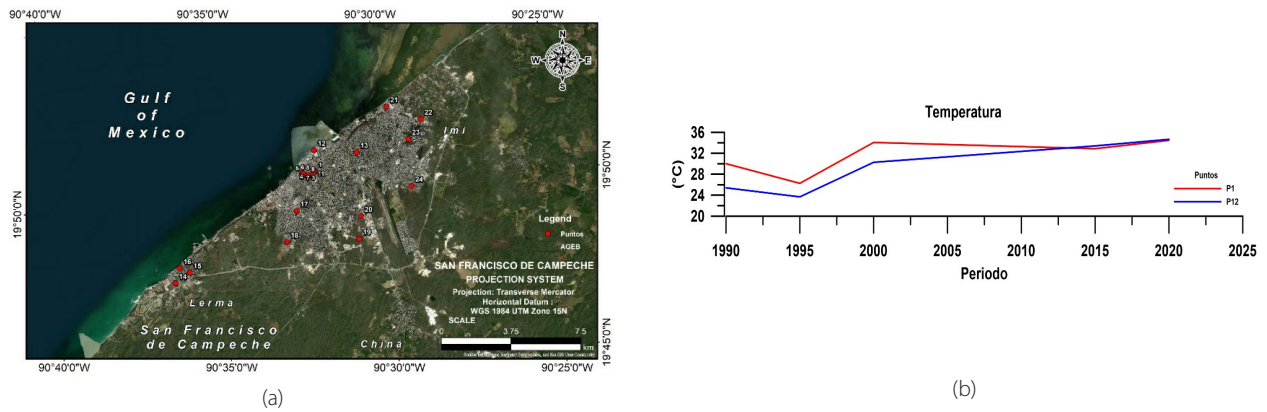 90°40'0"W 90°35'0"W 90°30'0"W 90°25'0"W
N
W E
S
Gulf
of
Mexico
21
22
Imi
23
12
13
19°50'0"N
24
17
20
19°50'0"N
18
19
Legend
Puntos
AGEB
16
15
14
SAN FRANCISCO DE CAMPECHE
PROJECTION SYSTEM
Projection: Transverse Mercator
Horizontal Datum :
WGS 1984 UTM Zone 15N
SCALE
Lerma
0 3.75 7.5
km
San Francisco
de Campeche
China
19°45'0"N
90°40'0"W 90°35'0"W 90°30'0"W 90°25'0"W
(a)
Temperatura
(°C)
36
32
28
24
20
Puntos
P1
P12
1990 1995 2000 2005 2010 2015 2020 2025
Periodo
(b)